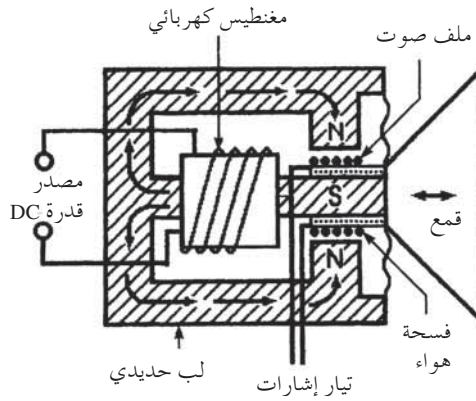 مغنطيس كهربائي
ملف صوت
N
مصدر
قدرة DC
S
قمع
N
فسحة
هواء
لب حديدي
تيار إشارات